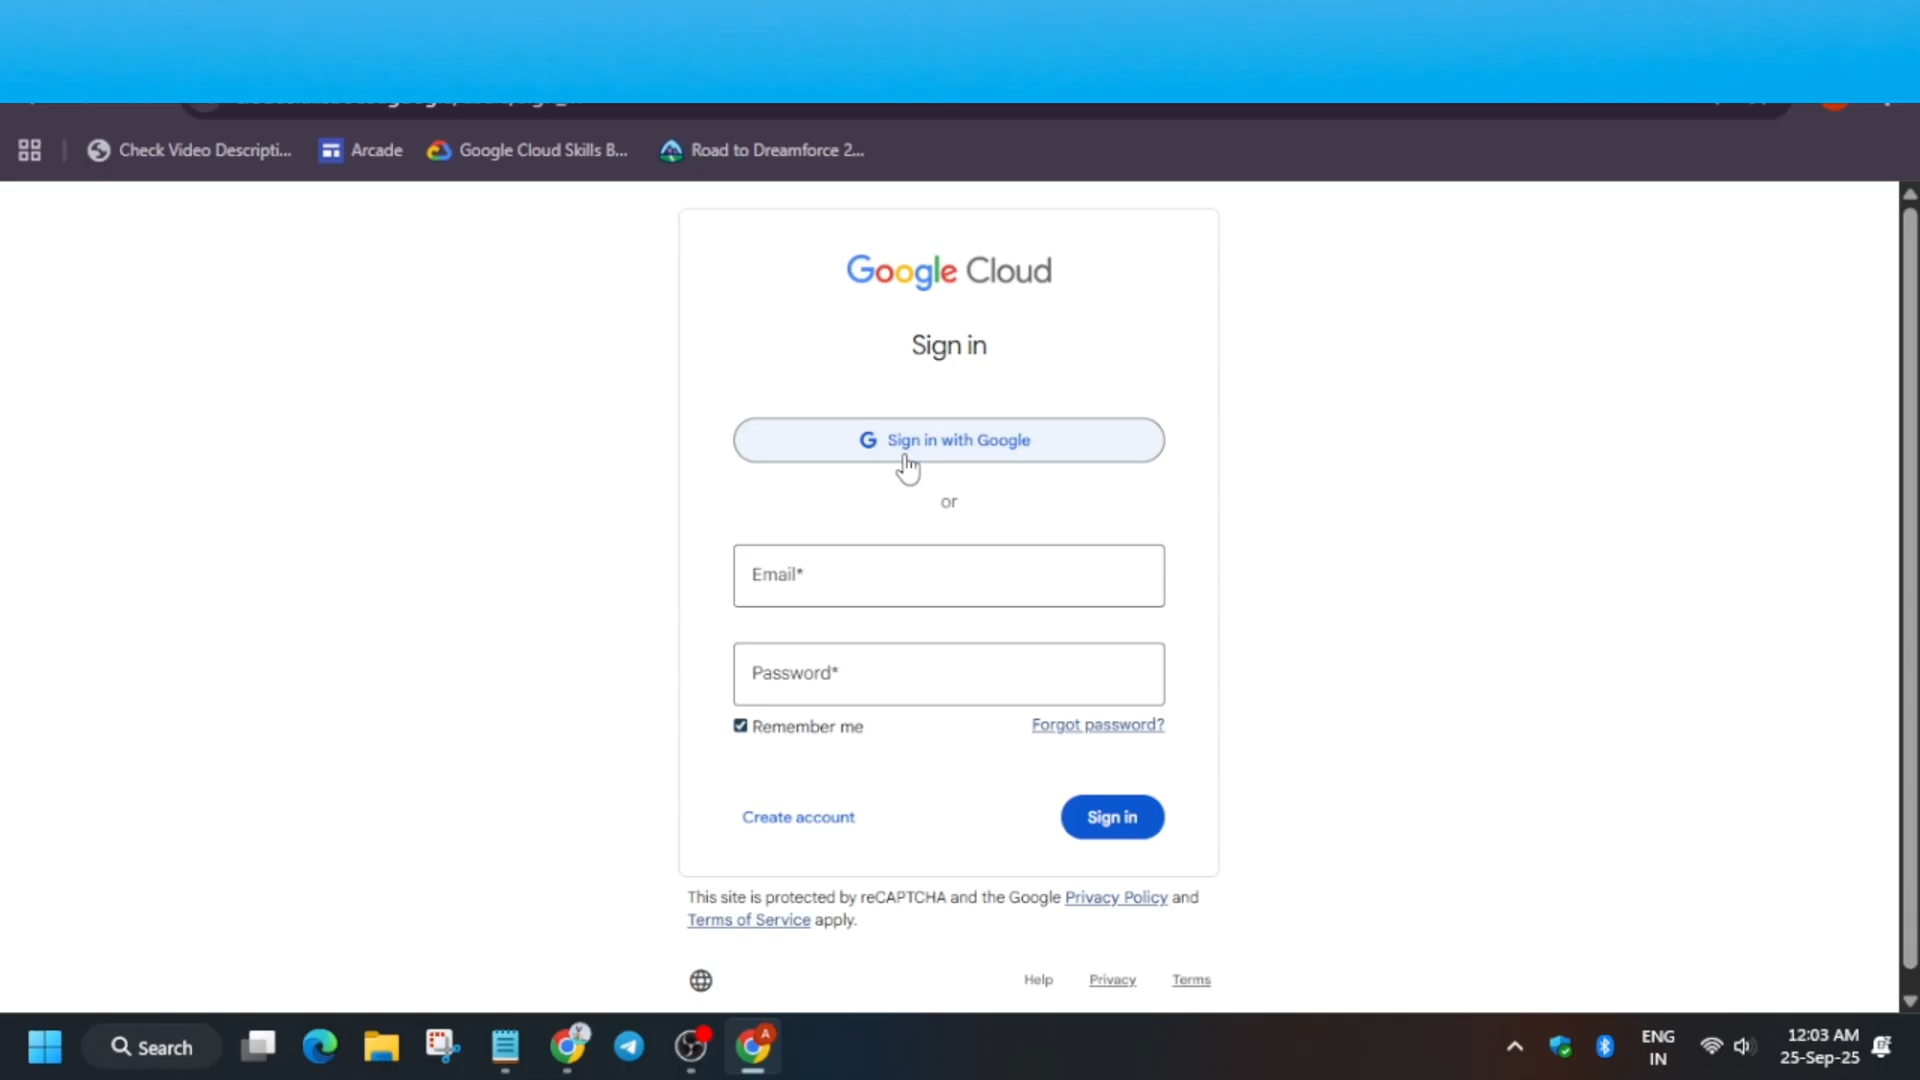 Check Video Descripti...
Arcade
Google Cloud Skills B...
Road to Dreamforce 2...
Google Cloud
Sign in
G Sign in with Google
or
Email*
Password*
Remember me
Forgot password?
Create account
Sign in
This site is protected by reCAPTCHA and the Google Privacy Policy and
Terms of Service apply.
Help
Privacy
Terms
Search
A
ENG
IN
12:03 AM
25-Sep-25